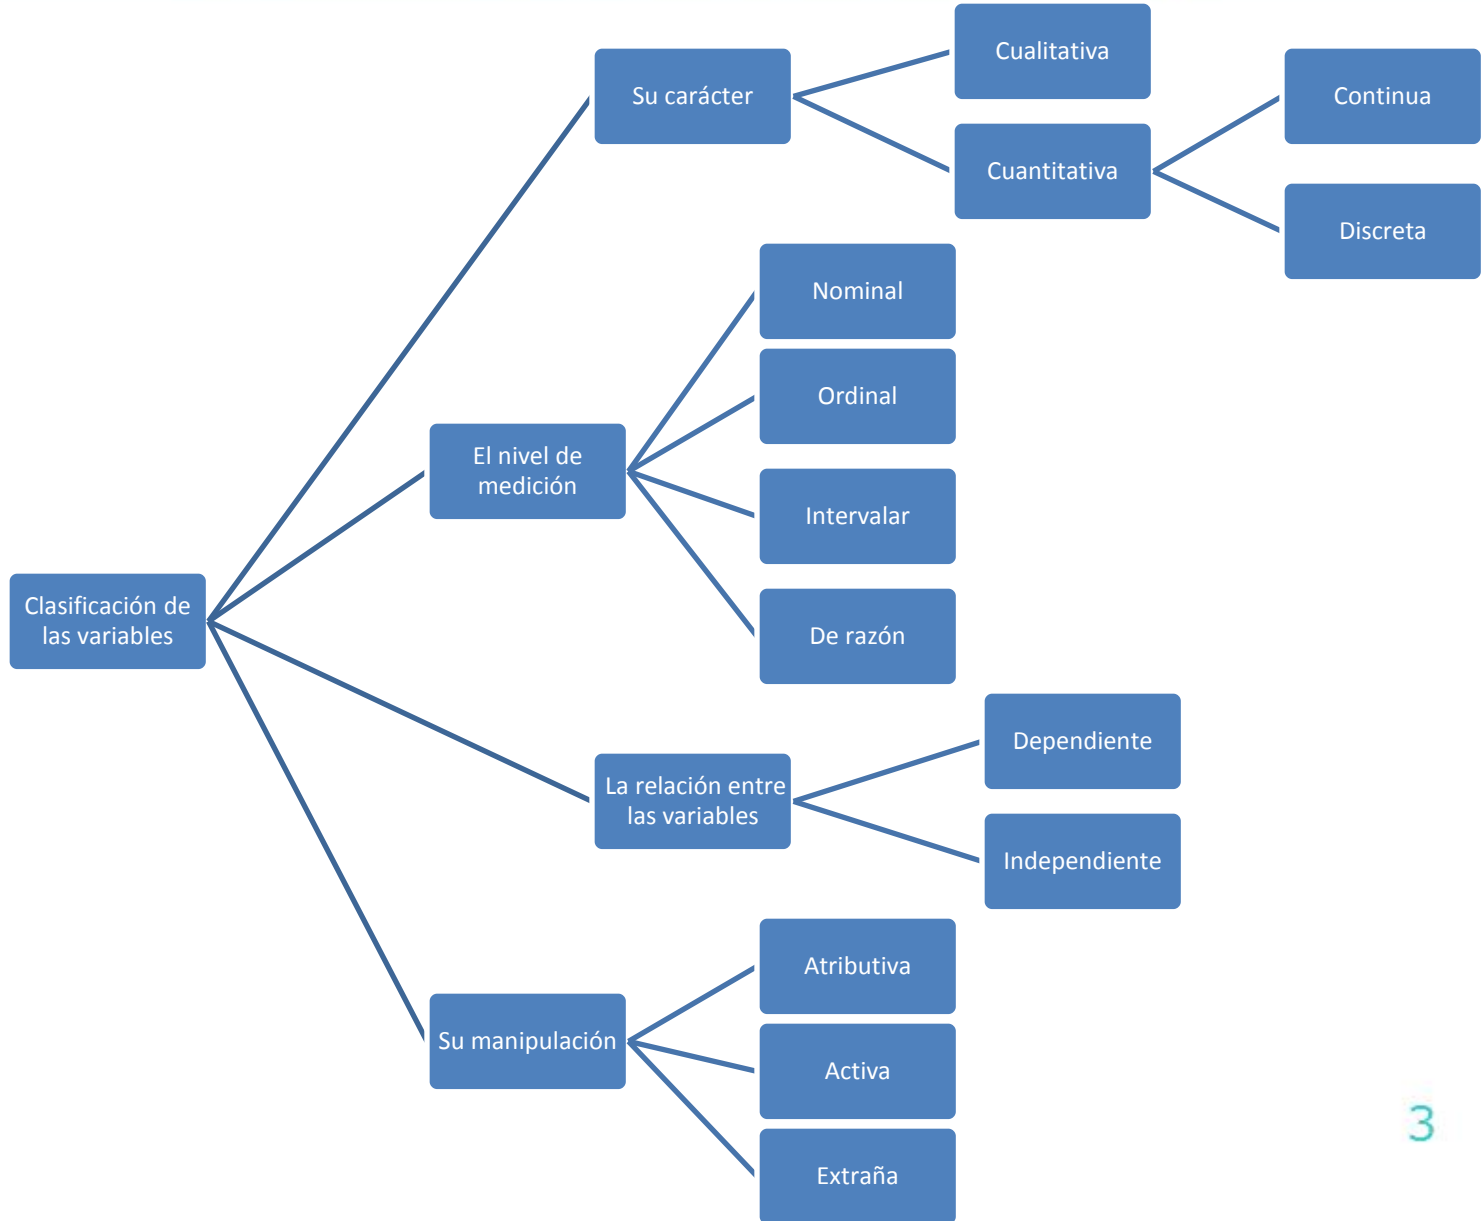 Clasificación de
las variables
Su carácter
Cualitativa
Cuantitativa
Continua
Discreta
El nivel de
medición
Nominal
Ordinal
Intervalar
De razón
La relación entre
las variables
Dependiente
Independiente
Su manipulación
Atributiva
Activa
Extraña
3